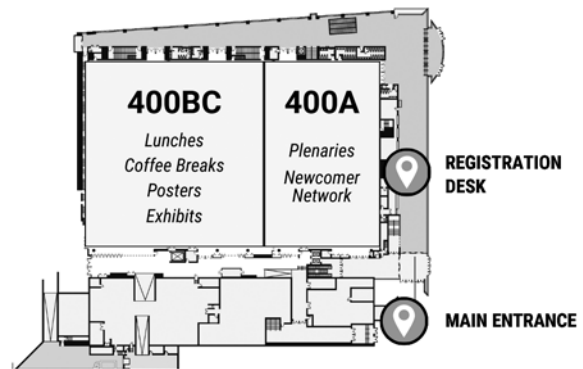 400BC
Lunches
Coffee Breaks
Posters
Exhibits
400A
Plenaries
Newcomer
Network
REGISTRATION
DESK
MAIN ENTRANCE